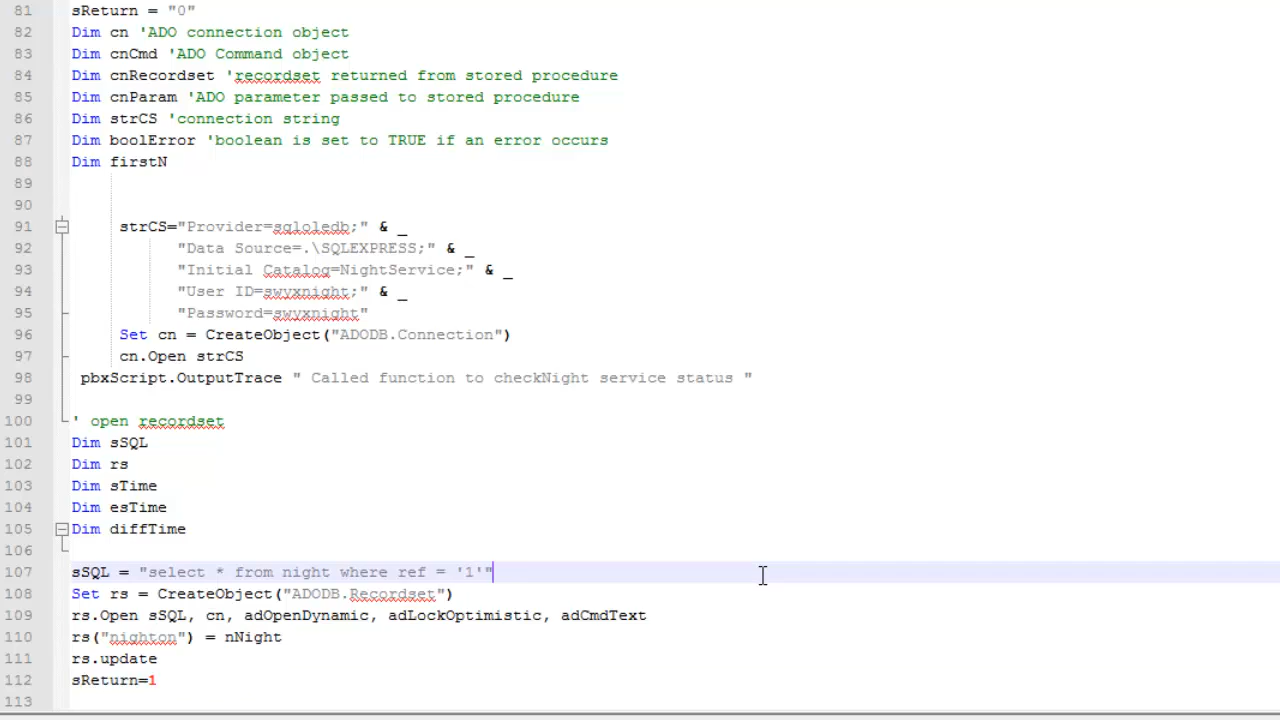 81 sReturn = "0"
82 Dim cn 'ADO connection object
83 Dim cnCmd 'ADO Command object
84 Dim cnRecordset 'recordset returned from stored procedure
85 Dim cnParam 'ADO parameter passed to stored procedure
86 Dim strCS 'connection string
87 Dim boolError 'boolean is set to TRUE if an error occurs
88 Dim firstN
89
90
91 strCS="Provider=sqloledb;" & _
92 "Data Source=.\SQLEXPRESS;" & _
93 "Initial Catalog=NightService;" & _
94 "User ID=swyxnight;" & _
95 "Password=swyxnight"
96 Set cn = CreateObject("ADODB.Connection")
97 cn.Open strCS
98 pbxScript.OutputTrace " Called function to checkNight service status "
99
100 ' open recordset
101 Dim sSQL
102 Dim rs
103 Dim sTime
104 Dim esTime
105 Dim diffTime
106
107 sSQL = "select * from night where ref = '1'"
108 Set rs = CreateObject("ADODB.Recordset")
109 rs.Open sSQL, cn, adOpenDynamic, adLockOptimistic, adCmdText
110 rs("nighton") = nNight
111 rs.update
112 sReturn=1
113